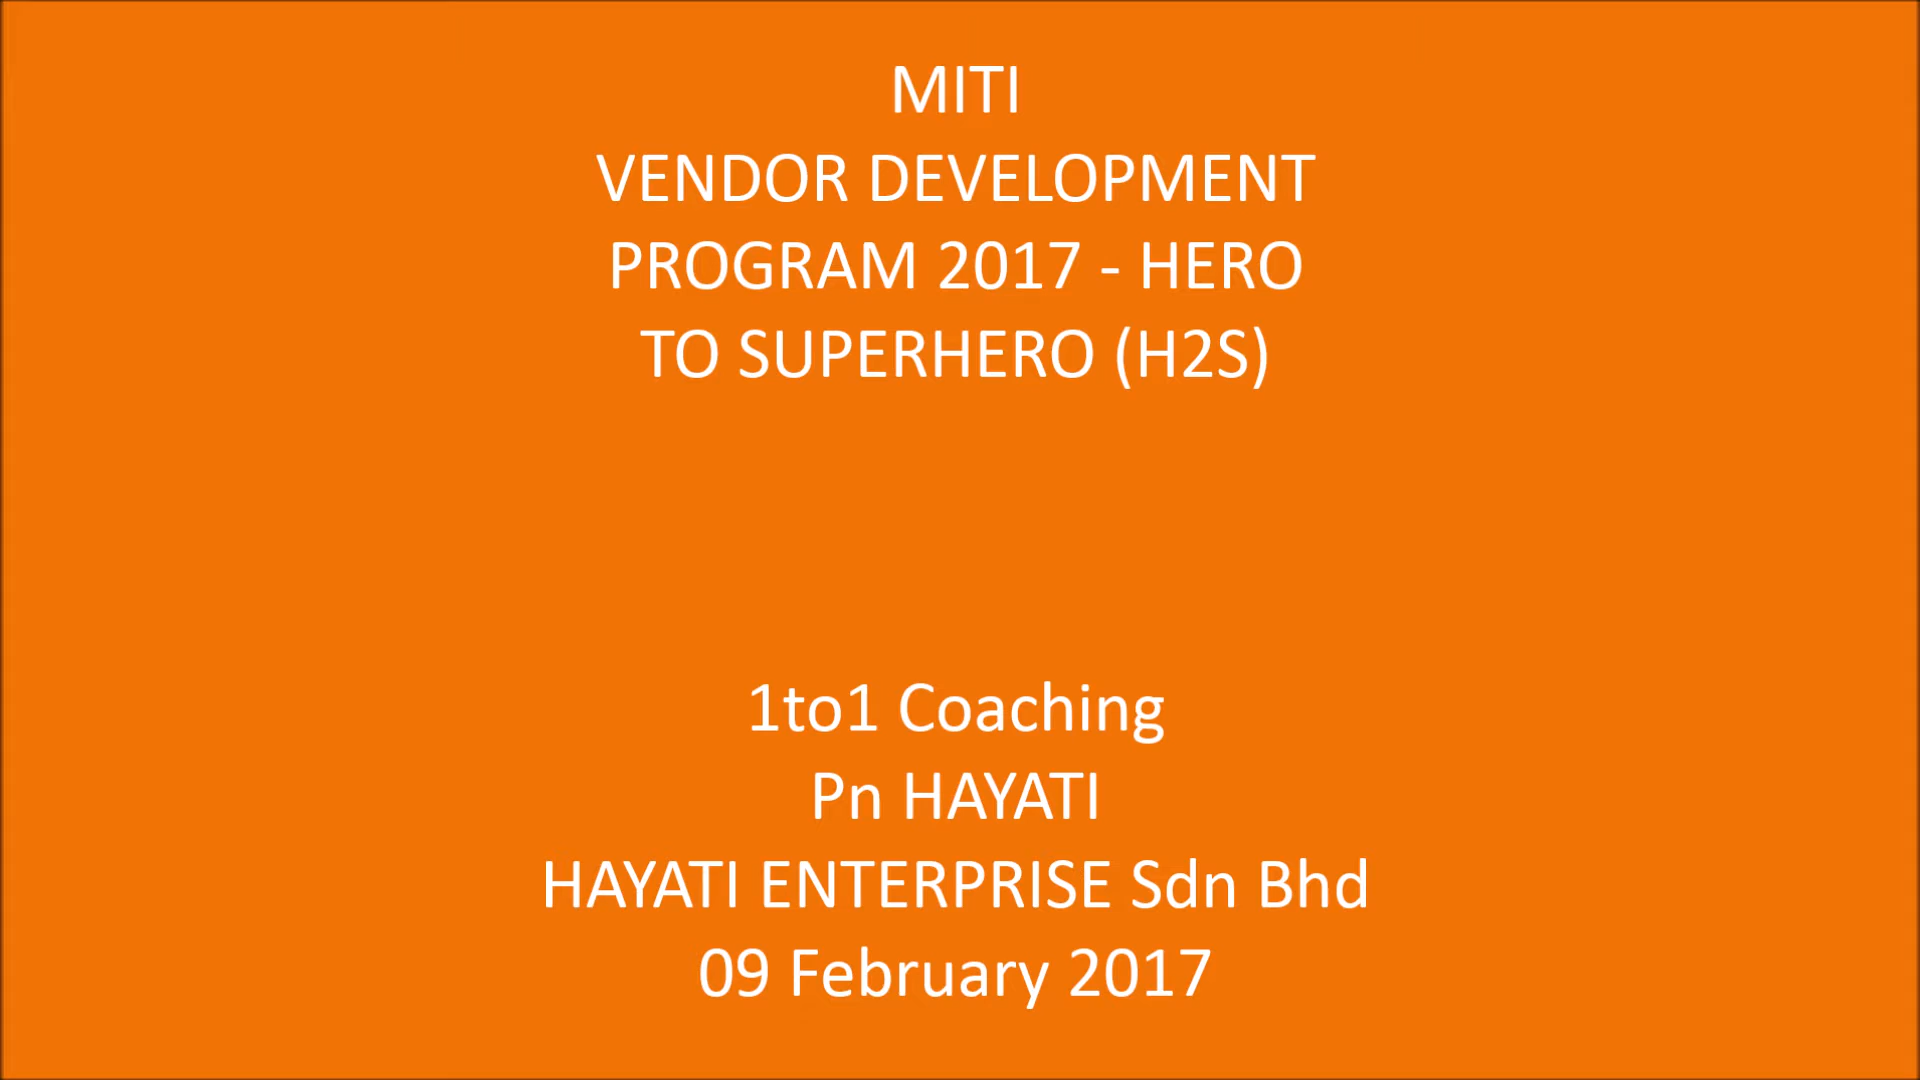 MITI
VENDOR DEVELOPMENT
PROGRAM 2017 - HERO
TO SUPERHERO (H2S)
1to1 Coaching
Pn HAYATI
HAYATI ENTERPRISE Sdn Bhd
09 February 2017